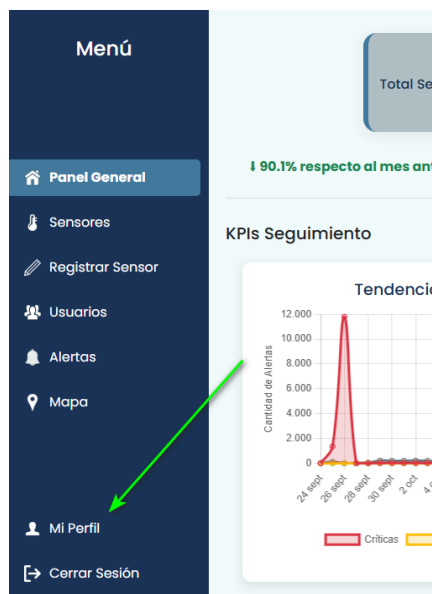 Menú
Total Se
Panel General
⬇ 90.1% respecto al mes ant
Sensores
KPIs Seguimiento
Registrar Sensor
Usuarios
Alertas
Mapa
Mi Perfil
Cerrar Sesión
Tendencia
12.000
10.000
8.000
6.000
4.000
2.000
0
Cantidad de Alertas
24 sept
26 sept
28 sept
30 sept
2 oct
4 o
Críticas